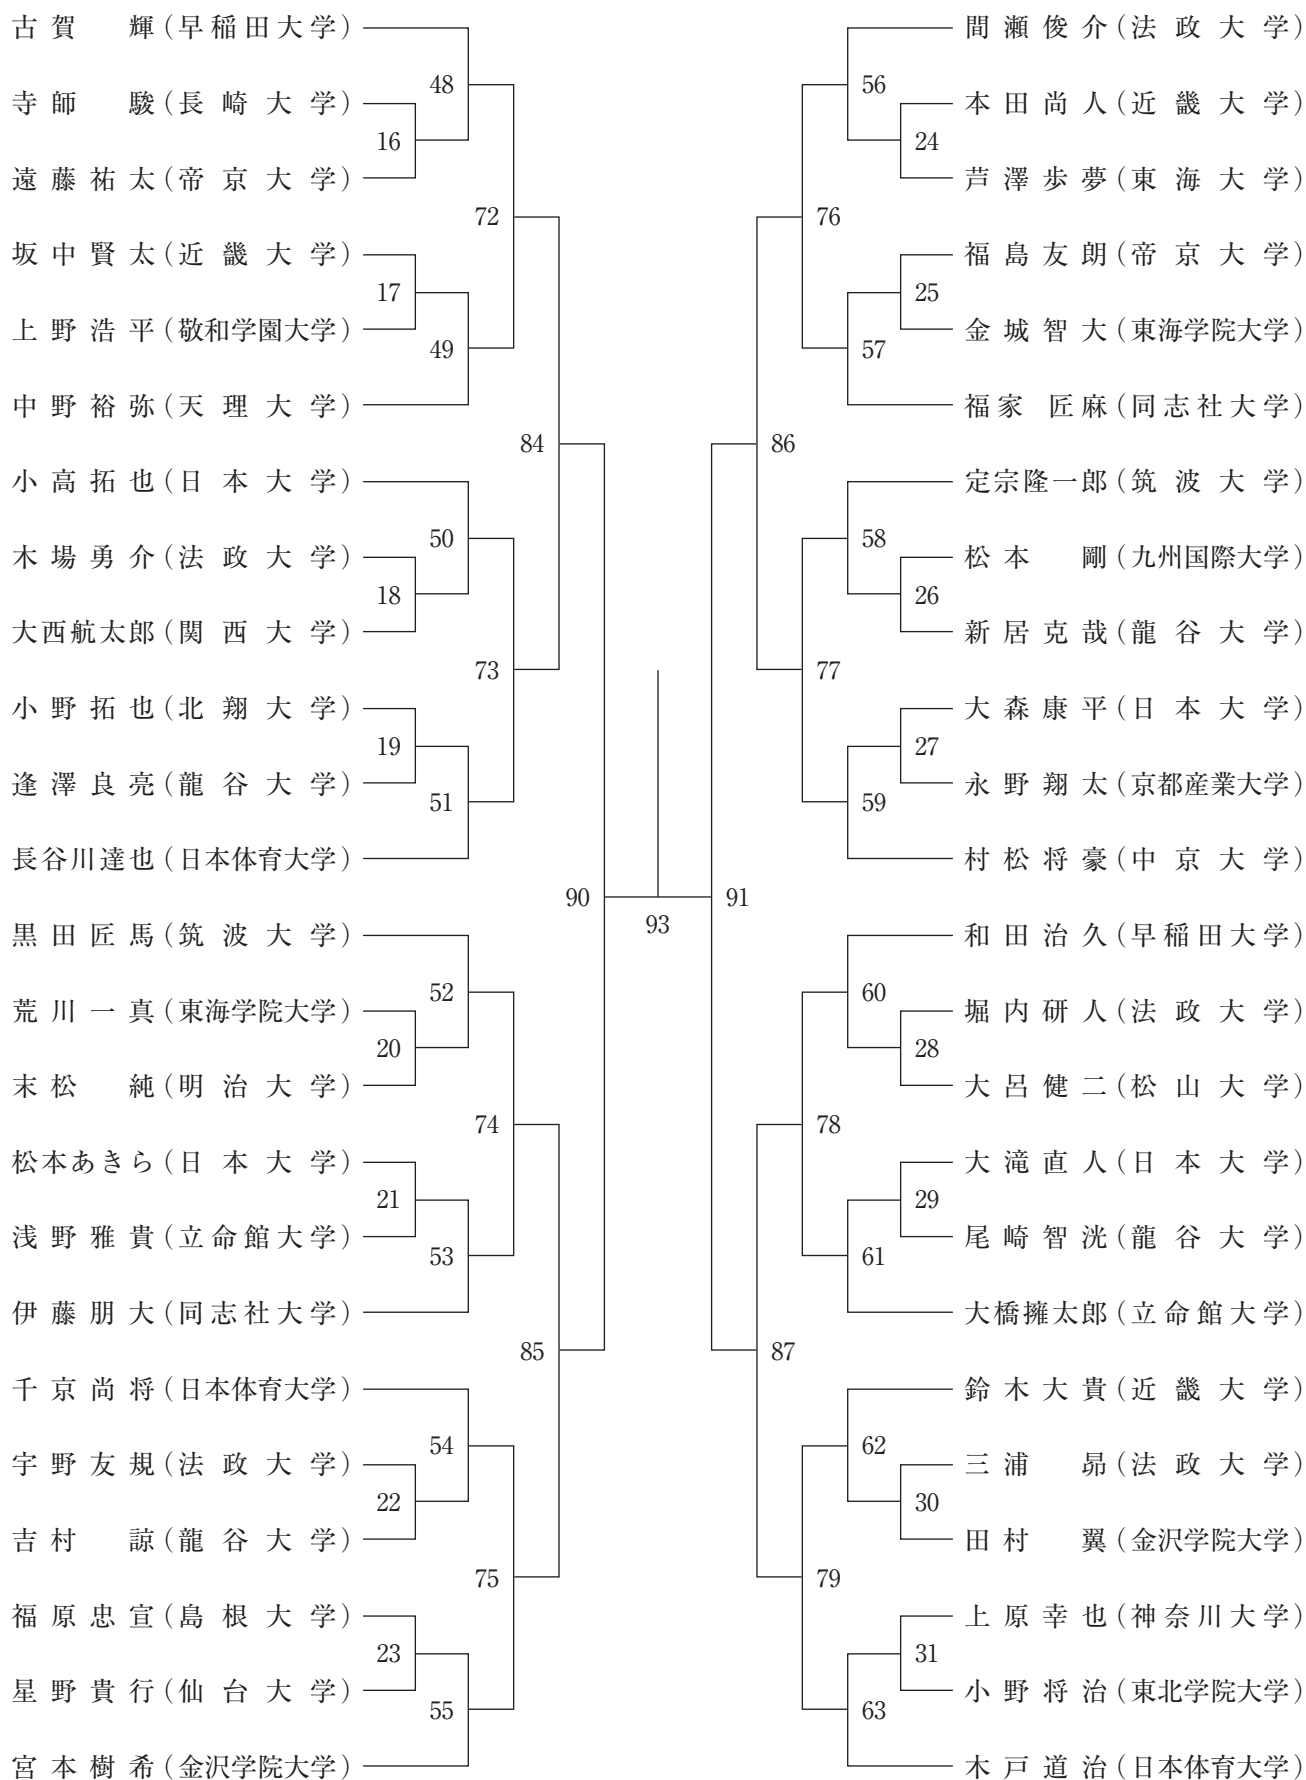 古賀 輝（早稲田大学）
48
寺師 駿（長崎大学）
16
遠藤祐太（帝京大学）
72
坂中賢太（近畿大学）
17
上野浩平（敬和学園大学）
49
中野裕弥（天理大学）
84
小高拓也（日本大学）
50
木場勇介（法政大学）
18
大西航太郎（関西大学）
73
小野拓也（北翔大学）
19
逢澤良亮（龍谷大学）
51
長谷川達也（日本体育大学）
90
黒田匠馬（筑波大学）
52
荒川一真（東海学院大学）
20
末松 純（明治大学）
74
松本あきら（日本大学）
21
浅野雅貴（立命館大学）
53
伊藤朋大（同志社大学）
85
千京尚将（日本体育大学）
54
宇野友規（法政大学）
22
吉村 諒（龍谷大学）
75
福原忠宣（島根大学）
23
星野貴行（仙台大学）
55
宮本樹希（金沢学院大学）
93
間瀬俊介（法政大学）
56
本田尚人（近畿大学）
24
芦澤歩夢（東海大学）
76
福島友朗（帝京大学）
25
金城智大（東海学院大学）
57
福家 匠麻（同志社大学）
86
定宗隆一郎（筑波大学）
58
松本 剛（九州国際大学）
26
新居克哉（龍谷大学）
77
大森康平（日本大学）
27
永野翔太（京都産業大学）
59
村松将豪（中京大学）
91
和田治久（早稲田大学）
60
堀内研人（法政大学）
28
大呂健二（松山大学）
78
大滝直人（日本大学）
29
尾崎智洸（龍谷大学）
61
大橋擁太郎（立命館大学）
87
鈴木大貴（近畿大学）
62
三浦 昴（法政大学）
30
田村 翼（金沢学院大学）
79
上原幸也（神奈川大学）
31
小野将治（東北学院大学）
63
木戸道治（日本体育大学）